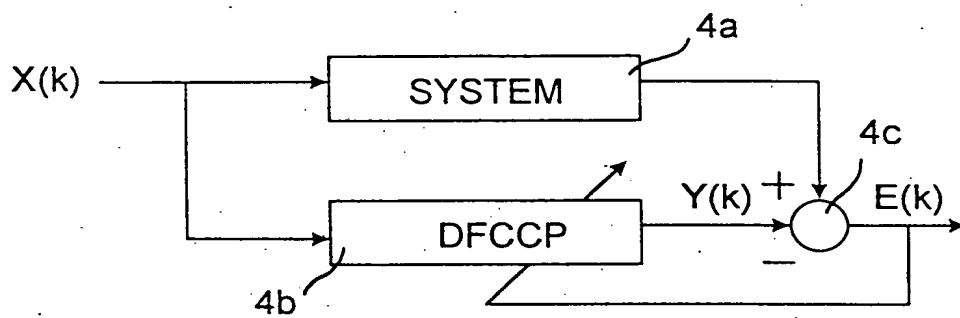 4a
X(k)
SYSTEM
4c
Y(k)
+
E(k)
DFCCP
−
4b